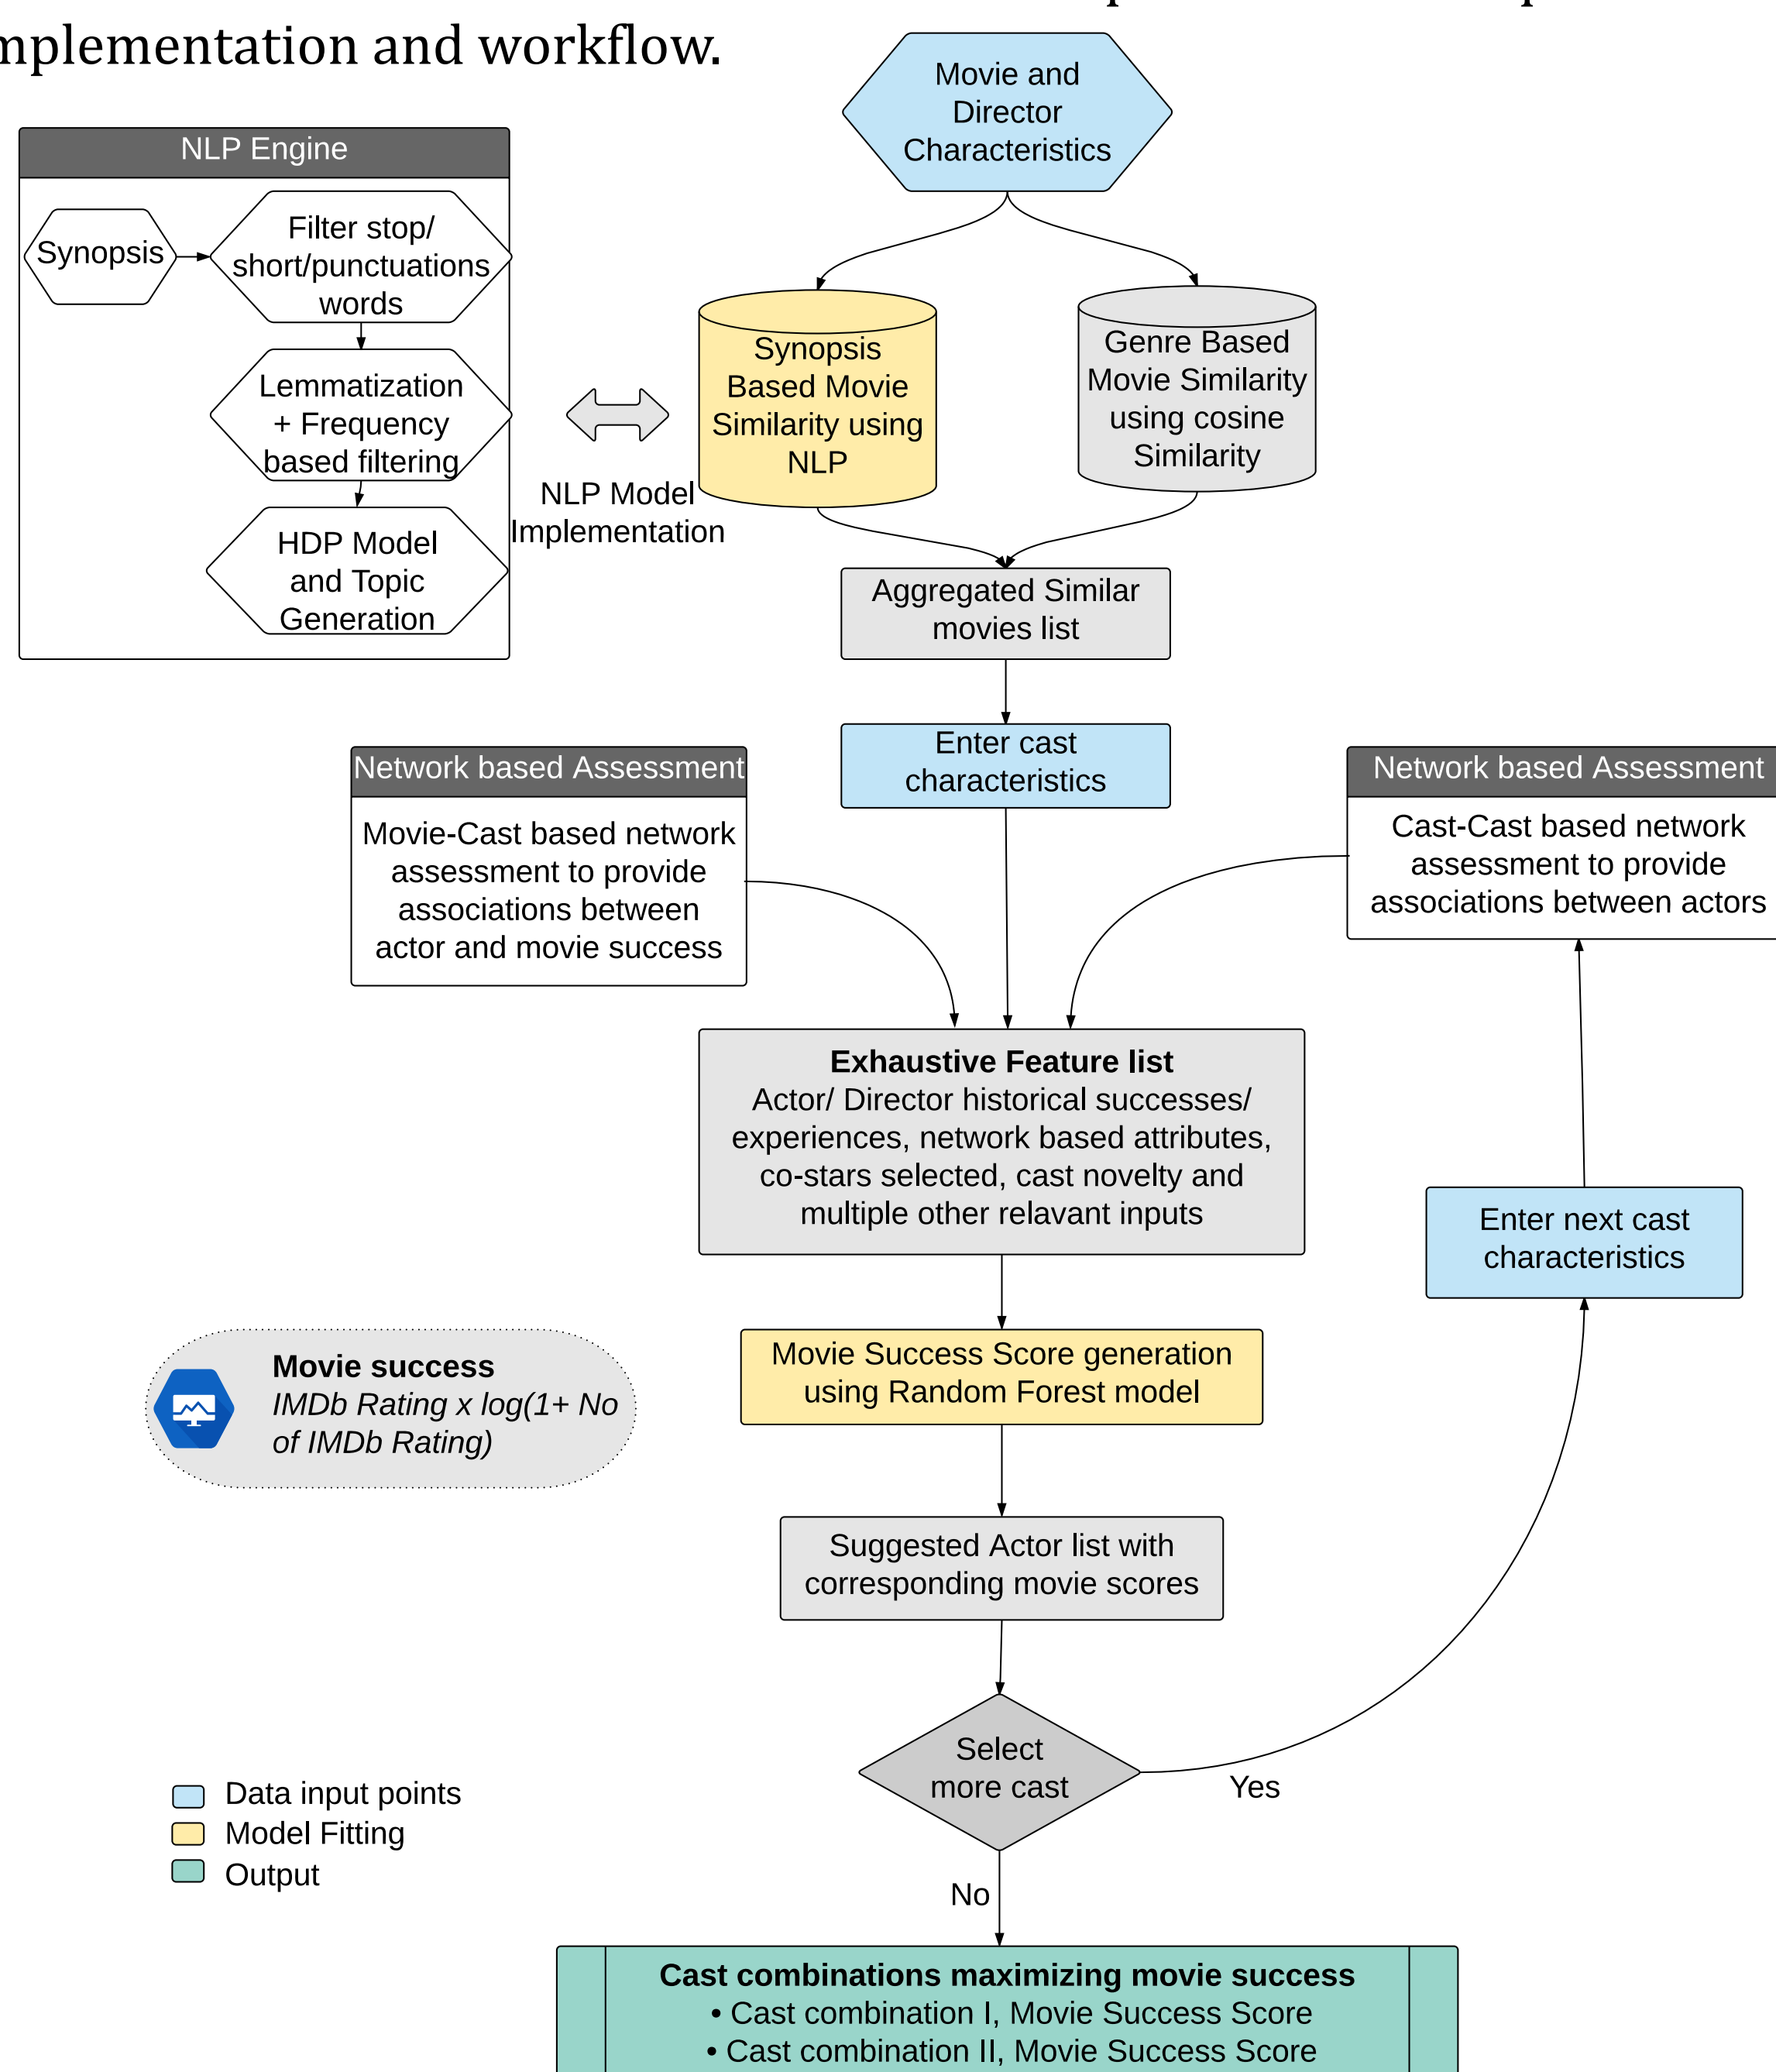 mplementation and workflow.
Movie and
Director
Characteristics
NLP Engine
Synopsis
Filter stop/
short/punctuations
words
Lemmatization
+ Frequency
based filtering
HDP Model
and Topic
Generation
NLP Model
Implementation
Synopsis
Based Movie
Similarity using
NLP
Genre Based
Movie Similarity
using cosine
Similarity
Aggregated Similar
movies list
Enter cast
characteristics
Network based Assessment
Movie-Cast based network
assessment to provide
associations between
actor and movie success
Network based Assessment
Cast-Cast based network
assessment to provide
associations between actors
Exhaustive Feature list
Actor/ Director historical successes/
experiences, network based attributes,
co-stars selected, cast novelty and
multiple other relavant inputs
Enter next cast
characteristics
Movie success
IMDb Rating x log(1+ No
of IMDb Rating)
Movie Success Score generation
using Random Forest model
Suggested Actor list with
corresponding movie scores
Select
more cast
Yes
No
Data input points
Model Fitting
Output
Cast combinations maximizing movie success
• Cast combination I, Movie Success Score
• Cast combination II, Movie Success Score